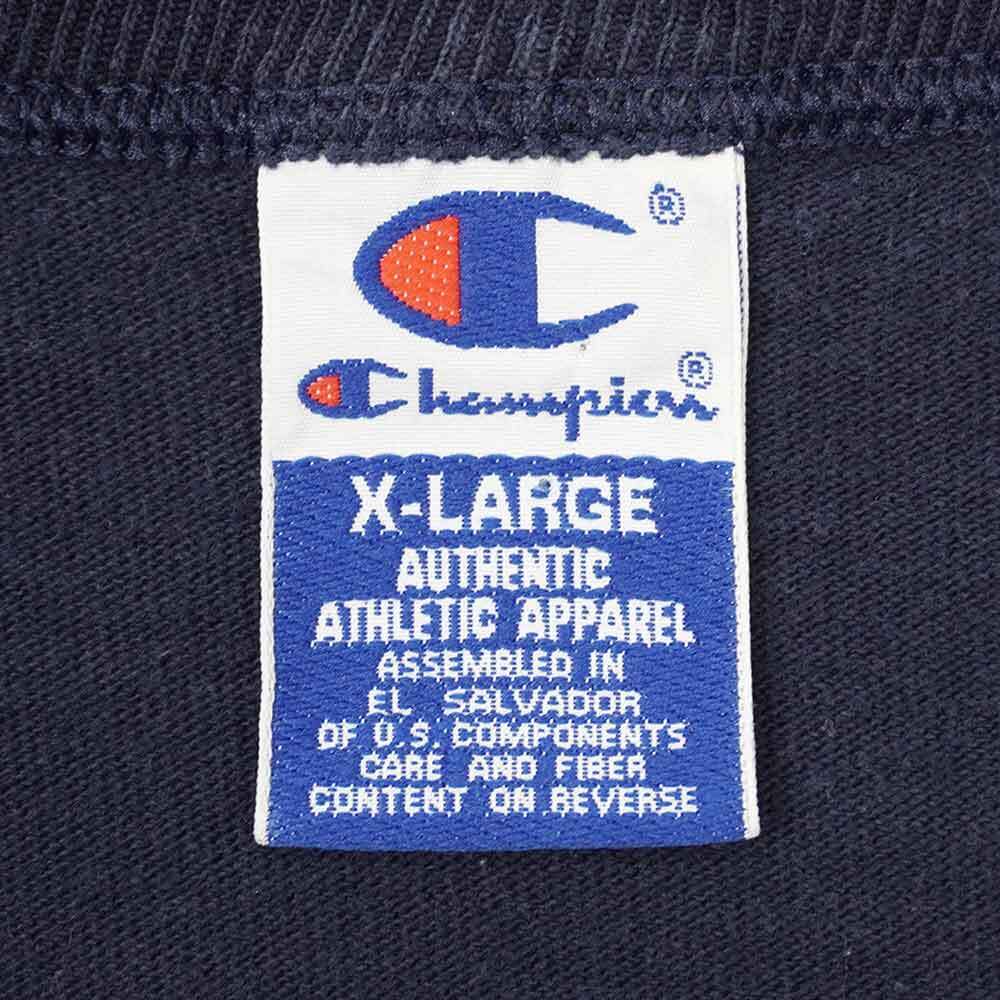 ®
Champion®
X-LARGE
AUTHENTIC
ATHLETIC APPAREL
ASSEMBLED IN
EL SALVADOR
OF U.S. COMPONENTS
CARE AND FIBER
CONTENT ON REVERSE